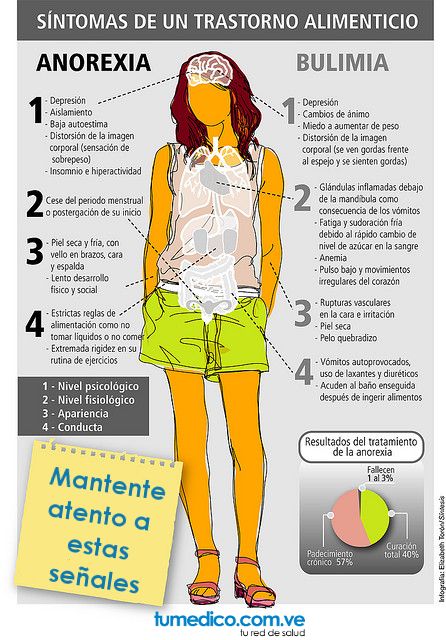 SÍNTOMAS DE UN TRASTORNO ALIMENTICIO
ANOREXIA
1
- Depresión
- Aislamiento
- Baja autoestima
- Distorsión de la imagen
corporal (sensación de
sobrepeso)
- Insomnio e hiperactividad
2
Cese del periodo menstrual
o postergación de su inicio
3
- Piel seca y fría, con
vello en brazos, cara
y espalda
- Lento desarrollo
físico y social
4
- Estrictas reglas de
alimentación como no
tomar líquidos o no comer
- Extremada rigidez en su
rutina de ejercicios
BULIMIA
1
- Depresión
- Cambios de ánimo
- Miedo a aumentar de peso
- Distorsión de la imagen
corporal (se ven gordas frente
al espejo y se sienten gordas)
2
- Glándulas inflamadas debajo
de la mandíbula como
consecuencia de los vómitos
- Fatiga y sudoración fría
debido al rápido cambio de
nivel de azúcar en la sangre
- Anemia
- Pulso bajo y movimientos
irregulares del corazón
3
- Rupturas vasculares
en la cara e irritación
- Piel seca
- Pelo quebradizo
4
- Vómitos autoprovocados,
uso de laxantes y diuréticos
- Acuden al baño enseguida
después de ingerir alimentos
1 - Nivel psicológico
2 - Nivel fisiológico
3 - Apariencia
4 - Conducta
Mantente
atento a
estas
señales
Resultados del tratamiento
de la anorexia
Fallecen
1 al 3%
Padecimiento
crónico 57%
Curación
total 40%
Infografía: Elizabeth Torón/ Síntesis
tumedico.com.ve
tu red de salud